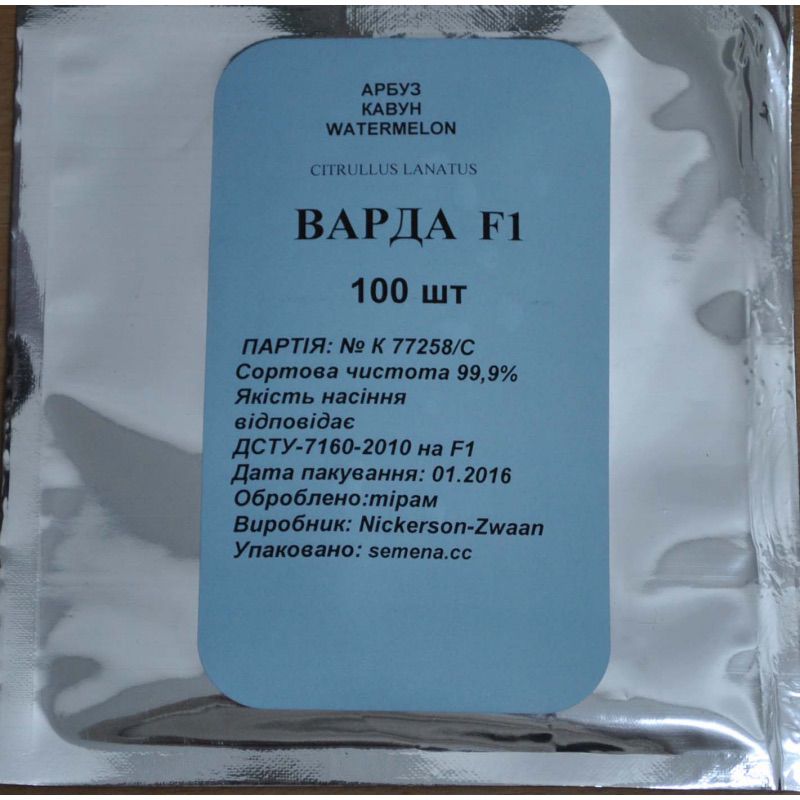 АРБУЗ
КАВУН
WATERMELON
CITRULLUS LANATUS
ВАРДА F1
100 шт
ПАРТІЯ: № К 77258/С
Сортова чистота 99,9%
Якість насіння
відповідає
ДСТУ-7160-2010 на F1
Дата пакування: 01.2016
Оброблено:тірам
Виробник: Nickerson-Zwaan
Упаковано: semena.cc